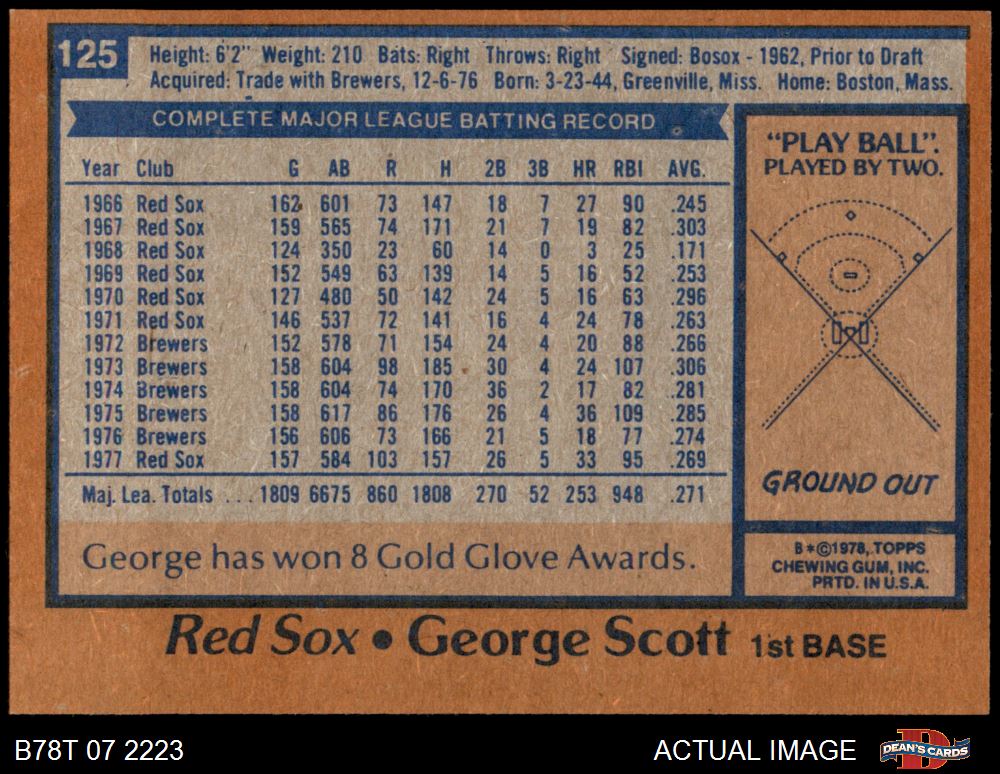 125
Height: 6'2" Weight: 210 Bats: Right Throws: Right Signed: Bosox - 1962, Prior to Draft
Acquired: Trade with Brewers, 12-6-76 Born: 3-23-44, Greenville, Miss. Home: Boston, Mass.
COMPLETE MAJOR LEAGUE BATTING RECORD
Year Club G AB R H 2B 3B HR RBI AVG.
1966 Red Sox 162 601 73 147 18 7 27 90 .245
1967 Red Sox 159 565 74 171 21 7 19 82 .303
1968 Red Sox 124 350 23 60 14 0 3 25 .171
1969 Red Sox 152 549 63 139 14 5 16 52 .253
1970 Red Sox 127 480 50 142 24 5 16 63 .296
1971 Red Sox 146 537 72 141 16 4 24 78 .263
1972 Brewers 152 578 71 154 24 4 20 88 .266
1973 Brewers 158 604 98 185 30 4 24 107 .306
1974 Brewers 158 604 74 170 36 2 17 82 .281
1975 Brewers 158 617 86 176 26 4 36 109 .285
1976 Brewers 156 606 73 166 21 5 18 77 .274
1977 Red Sox 157 584 103 157 26 5 33 95 .269
Maj. Lea. Totals ... 1809 6675 860 1808 270 52 253 948 .271
George has won 8 Gold Glove Awards.
"PLAY BALL".
PLAYED BY TWO.
GROUND OUT
B*©1978, TOPPS
CHEWING GUM, INC.
PRTD. IN U.S.A.
Red Sox • George Scott 1st BASE
B78T 07 2223
ACTUAL IMAGE
DEAN'S CARDS